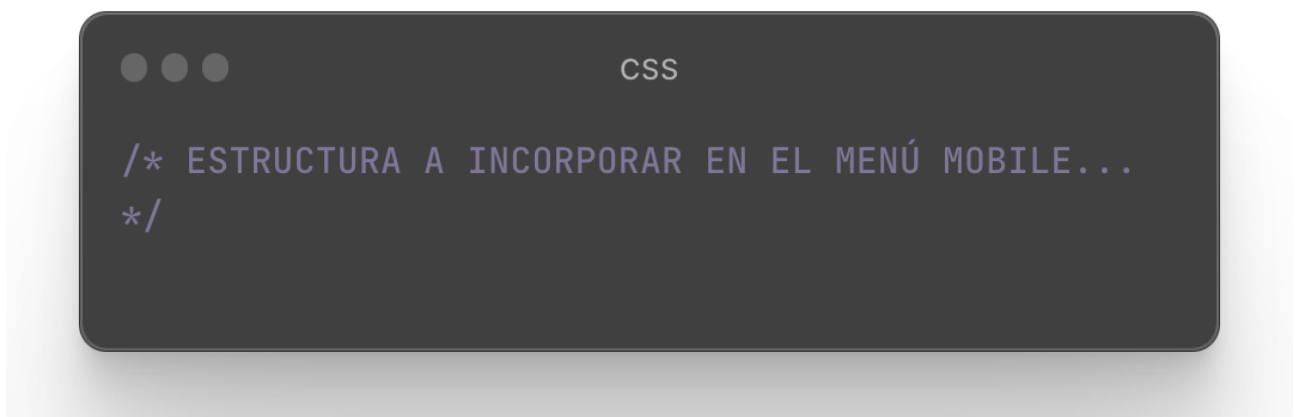 CSS
/* ESTRUCTURA A INCORPORAR EN EL MENÚ MOBILE...
*/